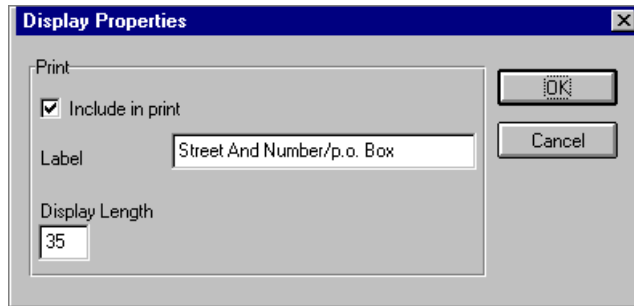 Display Properties
Print
Include in print
OK
Label
Street And Number/p.o. Box
Cancel
Display Length
35